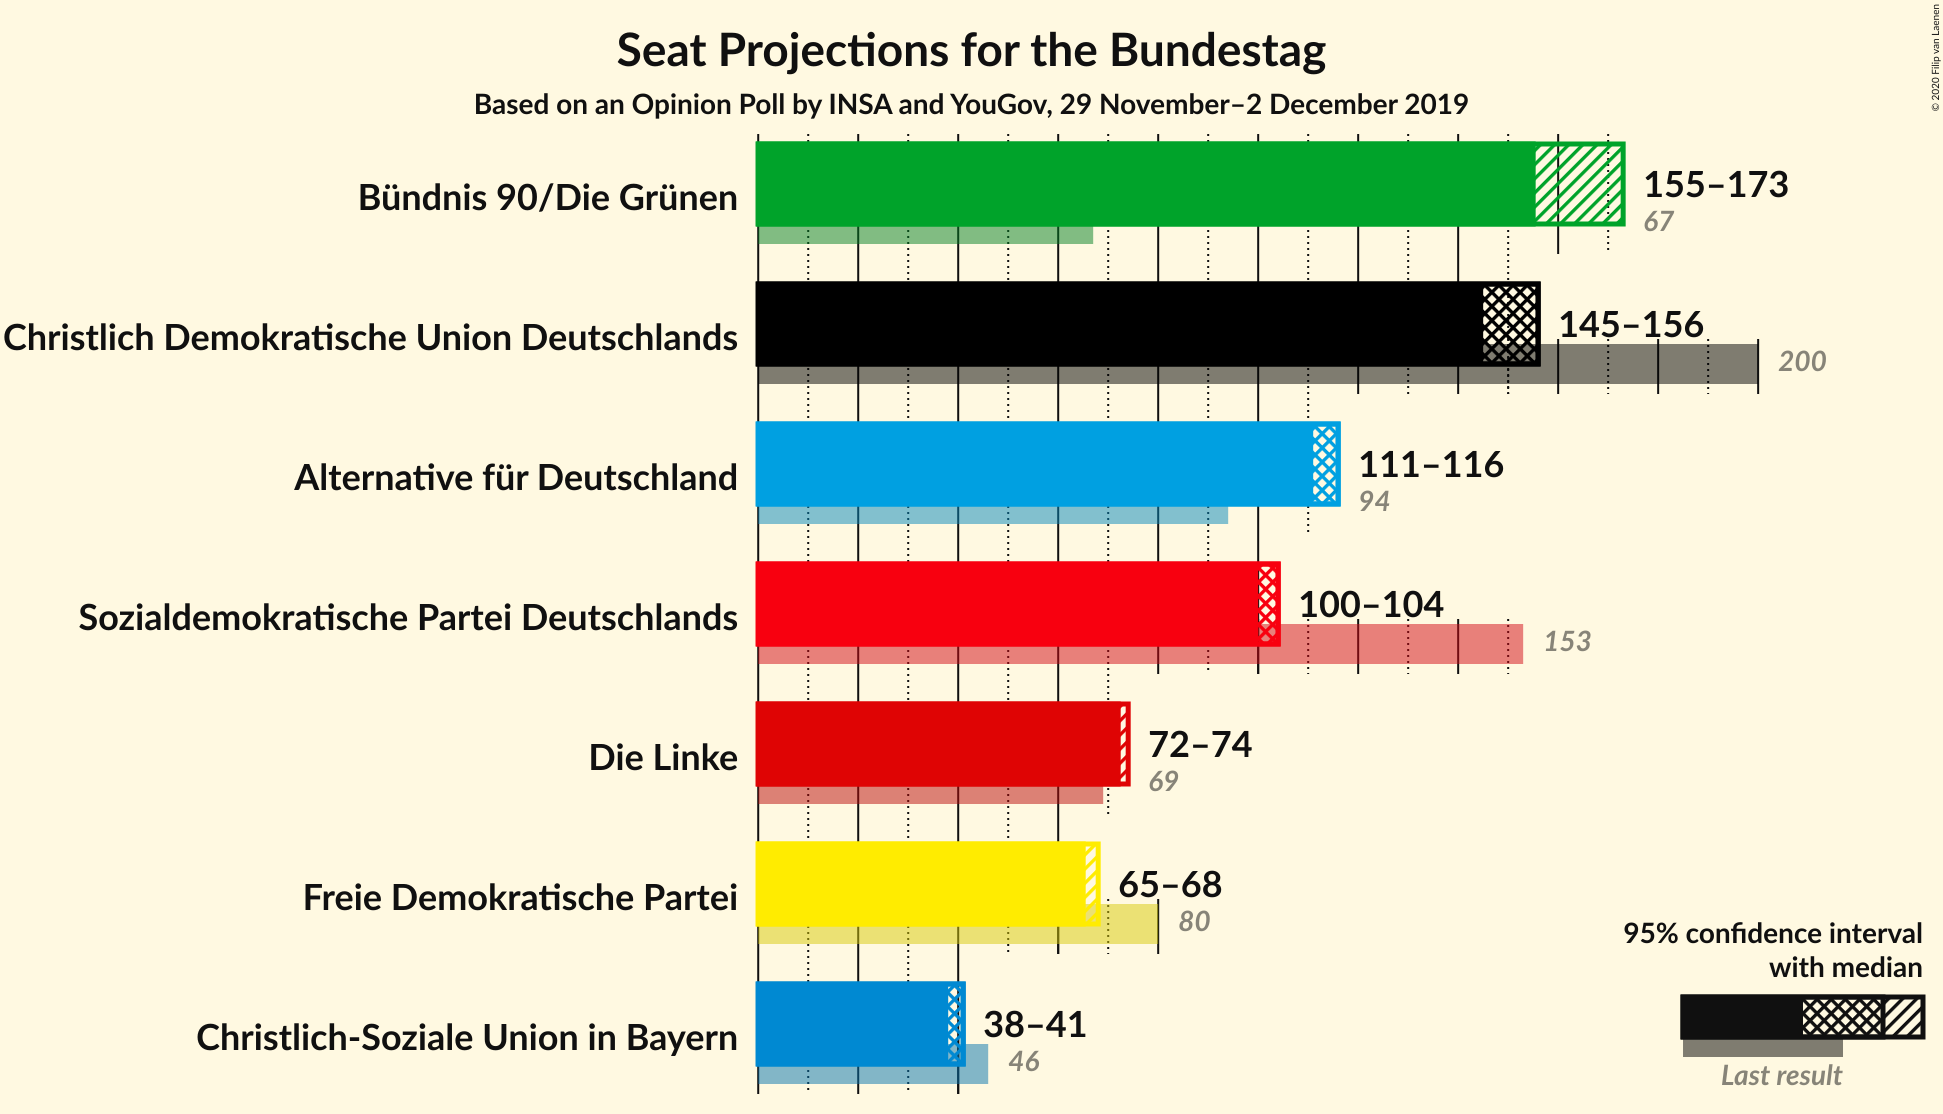 Seat Projections for the Bundestag
Based on an Opinion Poll by INSA and YouGov, 29 November–2 December 2019
© 2020 Filip van Laenen
Bündnis 90/Die Grünen
155–173
67
Christlich Demokratische Union Deutschlands
145–156
200
Alternative für Deutschland
111–116
94
Sozialdemokratische Partei Deutschlands
100–104
153
Die Linke
72–74
69
Freie Demokratische Partei
65–68
80
Christlich-Soziale Union in Bayern
38–41
46
95% confidence interval
with median
Last result